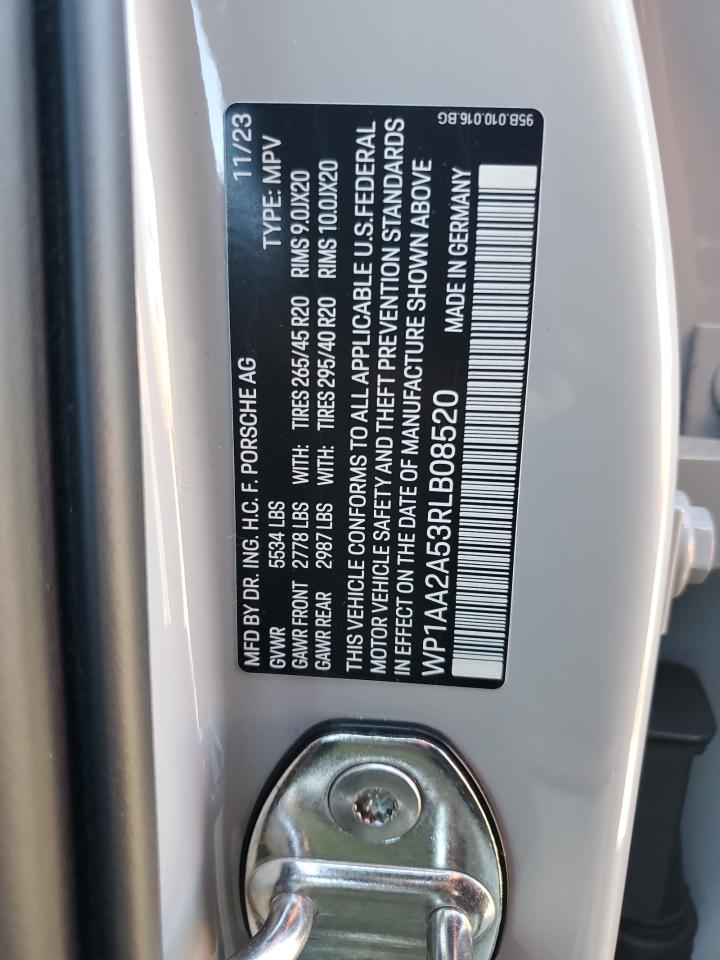 MFD BY DR. ING. H.C. F. PORSCHE AG 11/23
GVWR 5534 LBS TYPE: MPV
GAWR FRONT 2778 LBS WITH: TIRES 265/45 R20 RIMS 9.0JX20
GAWR REAR 2987 LBS WITH: TIRES 295/40 R20 RIMS 10.0JX20
THIS VEHICLE CONFORMS TO ALL APPLICABLE U.S.FEDERAL
MOTOR VEHICLE SAFETY AND THEFT PREVENTION STANDARDS
IN EFFECT ON THE DATE OF MANUFACTURE SHOWN ABOVE
WP1AA2A53RLB08520 MADE IN GERMANY
95B.010.016.BG